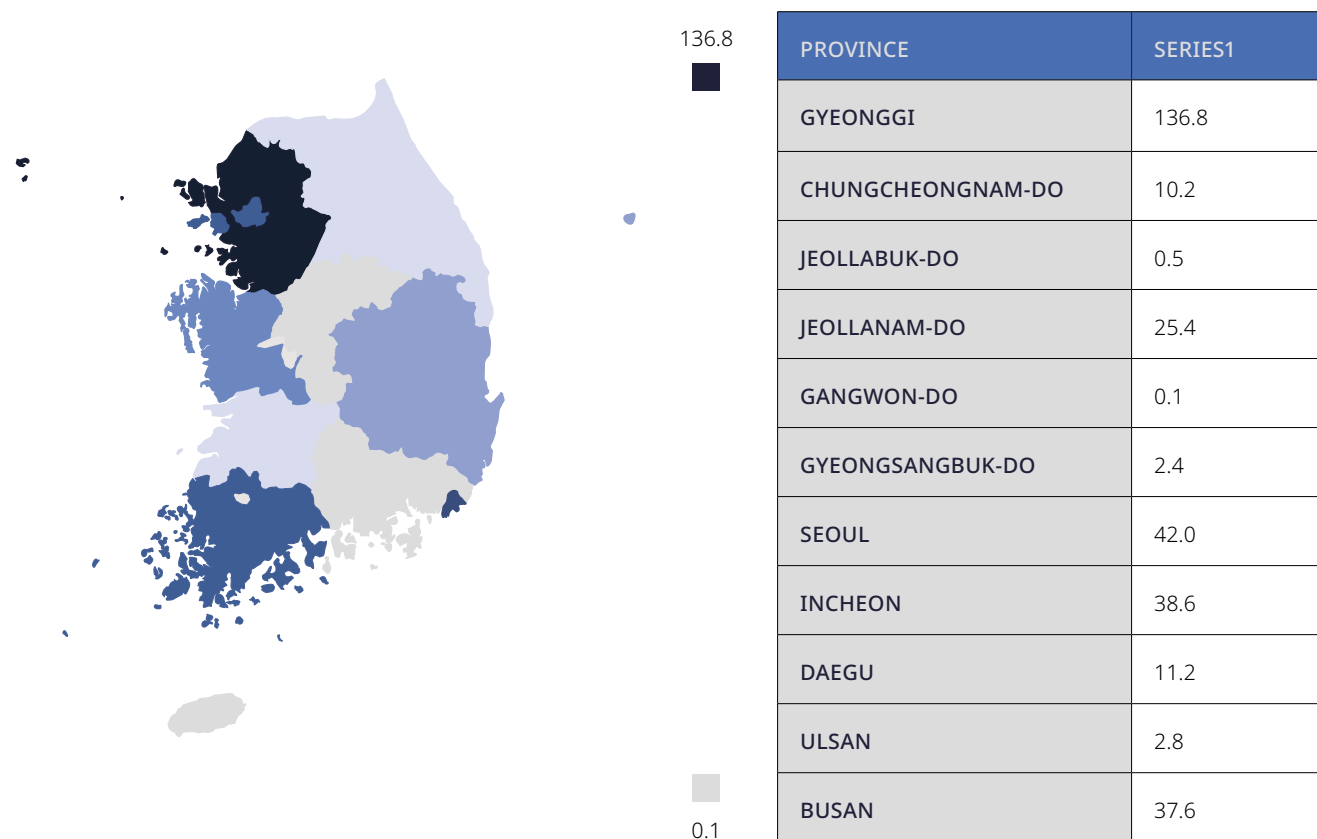 136.8
0.1
PROVINCE SERIES1
GYEONGGI 136.8
CHUNGCHEONGNAM-DO 10.2
JEOLLABUK-DO 0.5
JEOLLANAM-DO 25.4
GANGWON-DO 0.1
GYEONGSANGBUK-DO 2.4
SEOUL 42.0
INCHEON 38.6
DAEGU 11.2
ULSAN 2.8
BUSAN 37.6